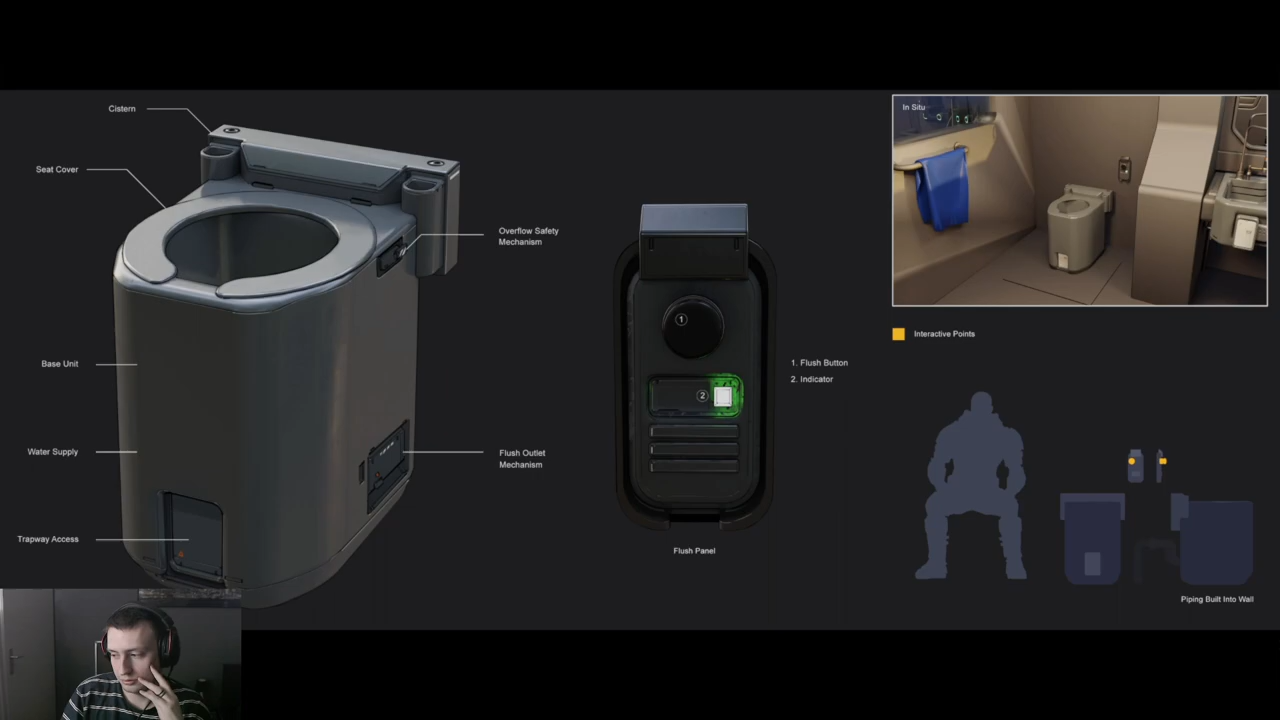 Cistern
Seat Cover
Overflow Safety
Mechanism
Base Unit
Water Supply
Flush Outlet
Mechanism
Trapway Access
1
2
1. Flush Button
2. Indicator
Flush Panel
In Situ
Interactive Points
Piping Built Into Wall